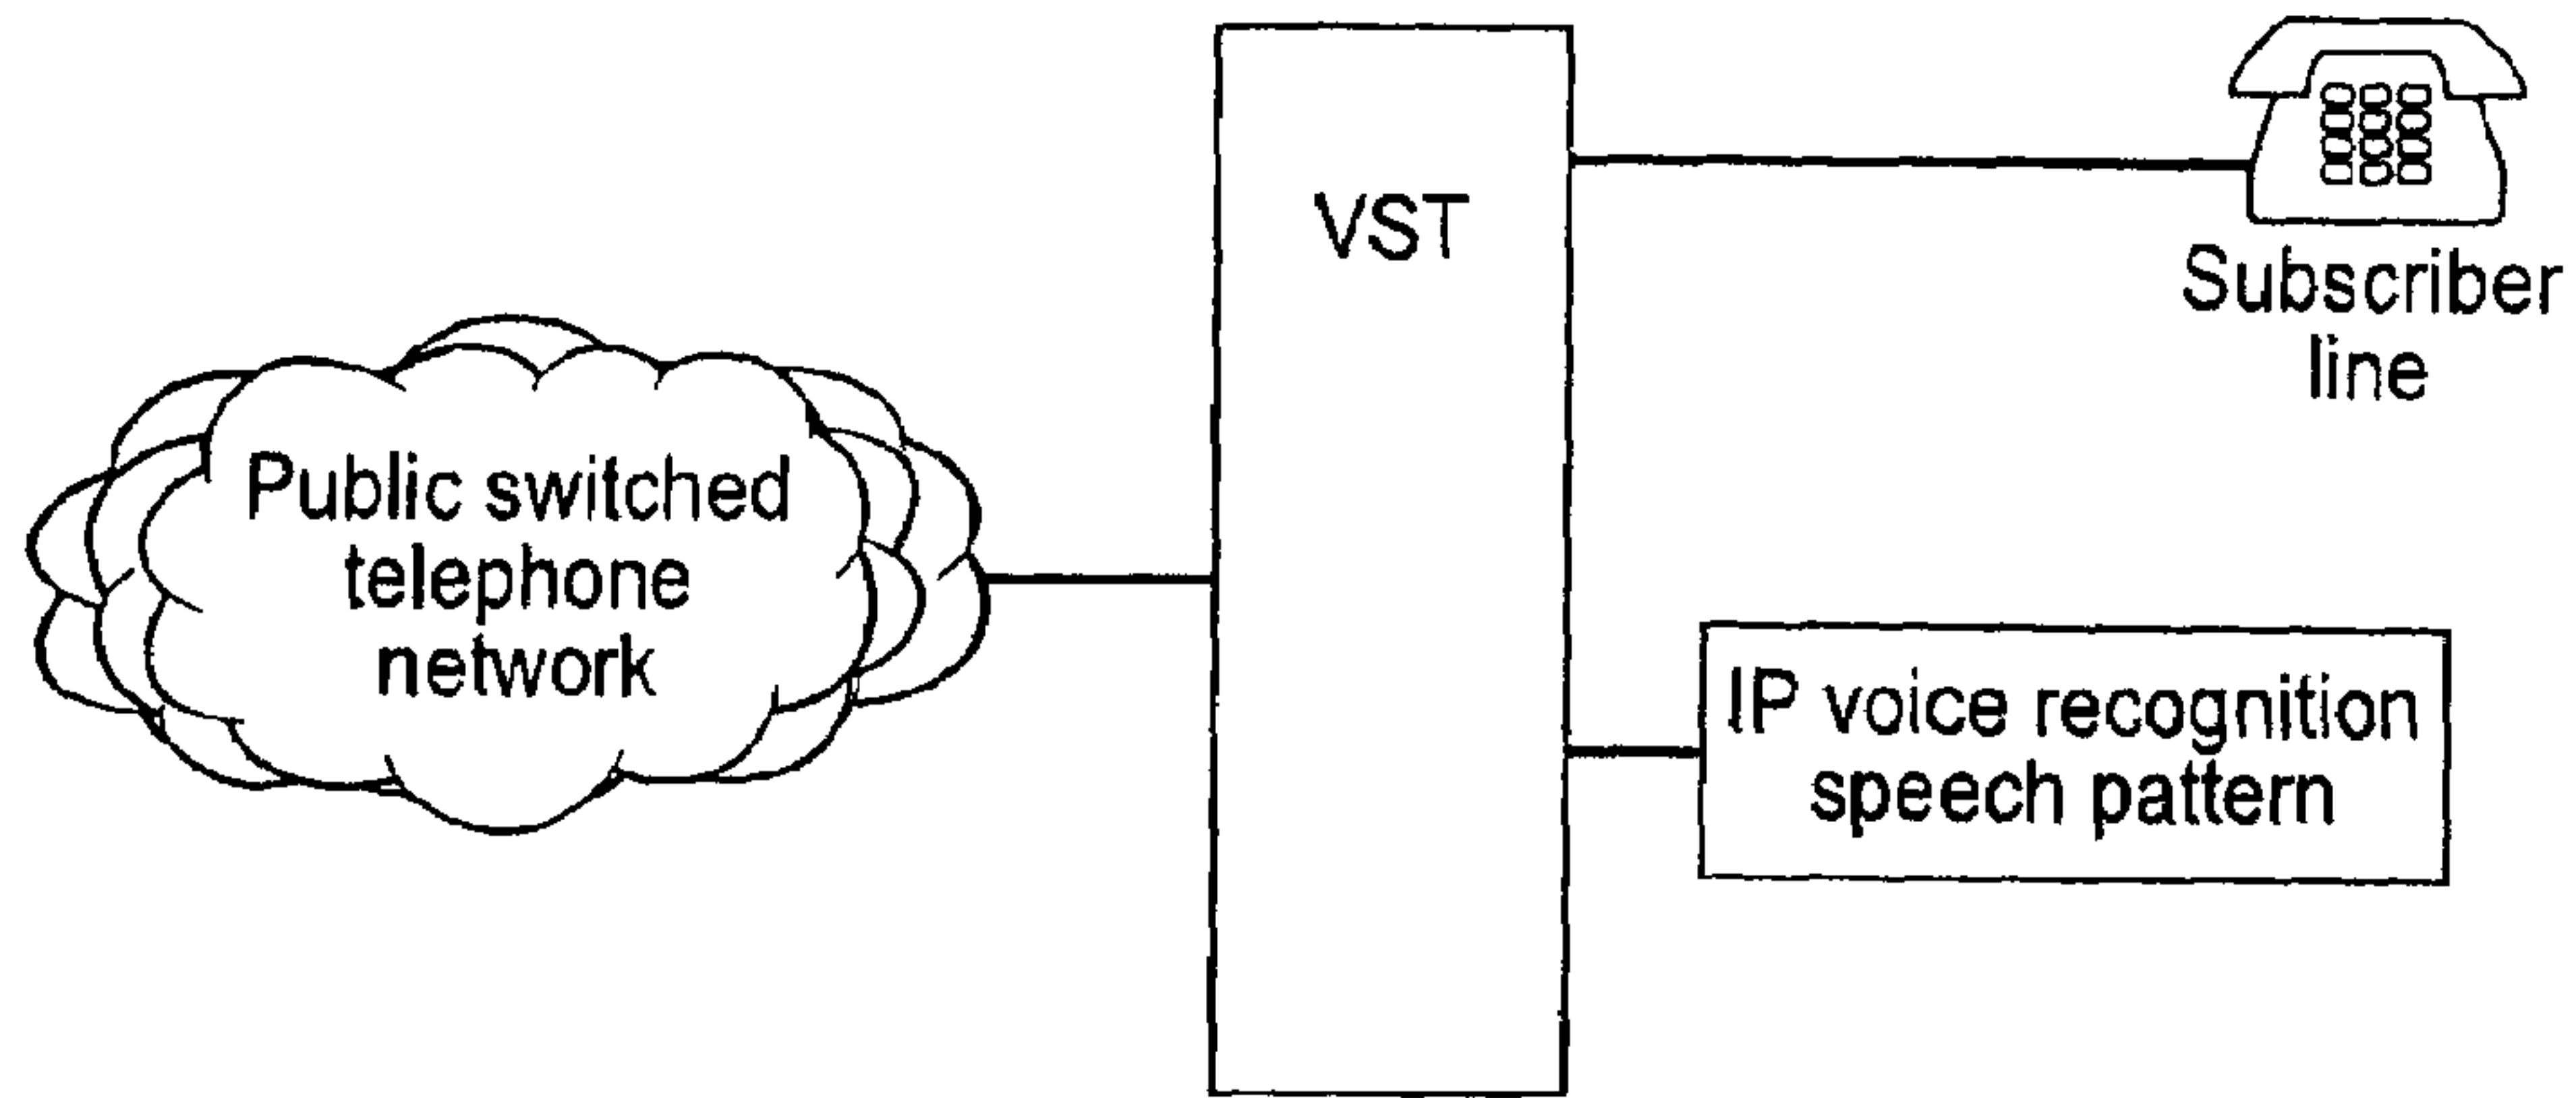 VST
Subscriber
line
Public switched
telephone
network
IP voice recognition
speech pattern